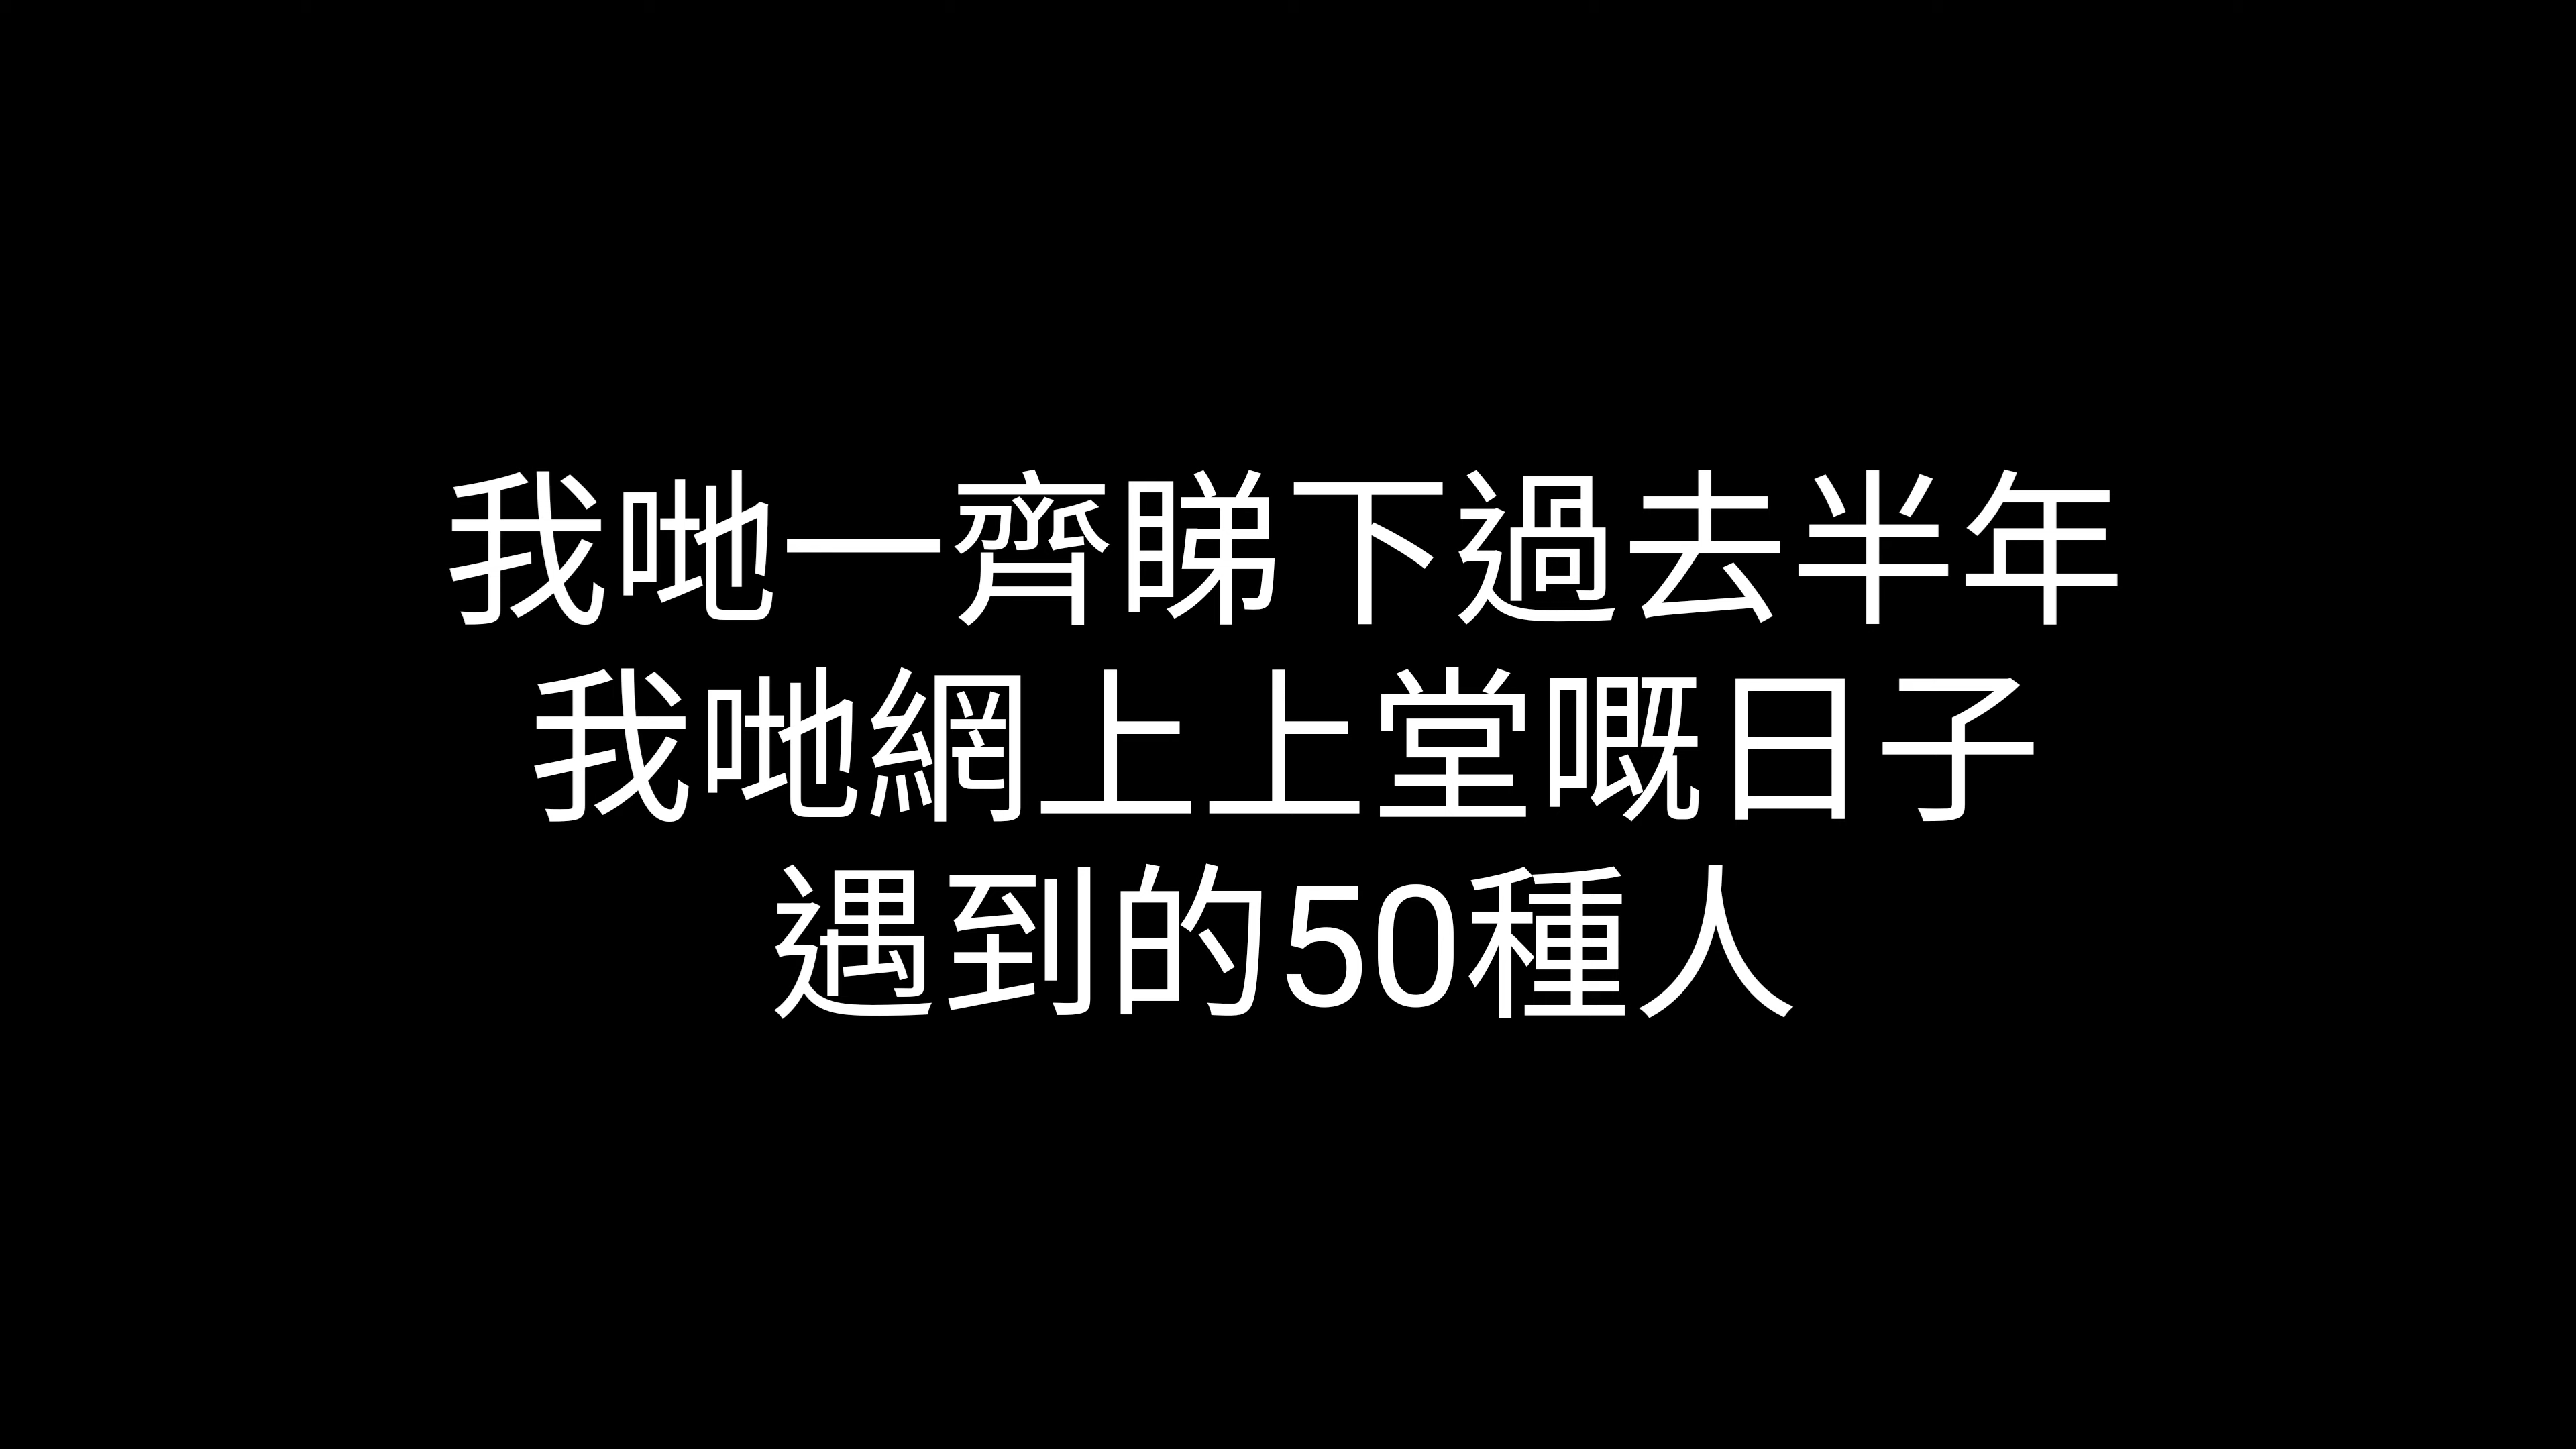 我哋一齊睇下過去半年
我哋網上上堂嘅日子
遇到的50種人